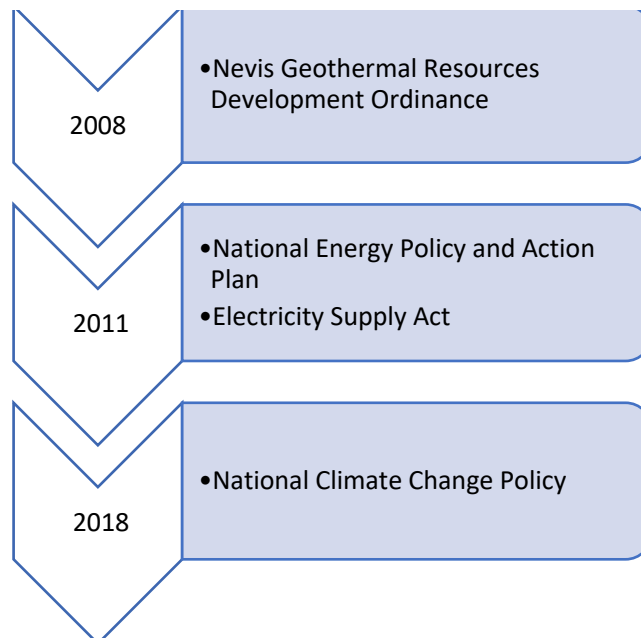 2008
•Nevis Geothermal Resources
Development Ordinance
2011
•National Energy Policy and Action
Plan
•Electricity Supply Act
2018
•National Climate Change Policy